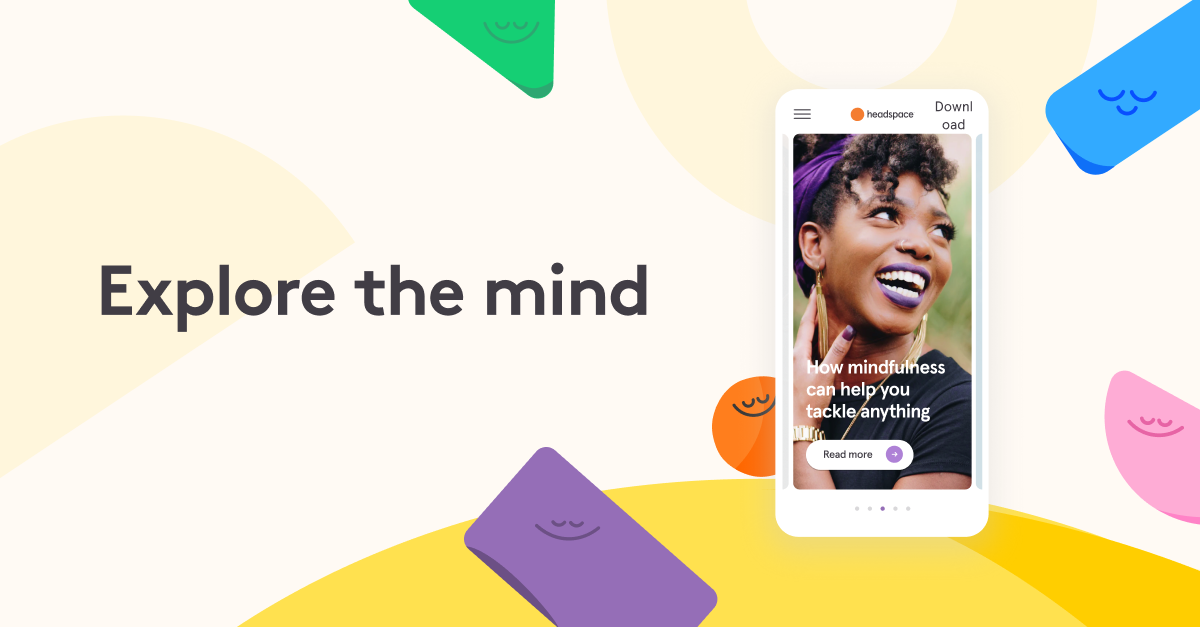 Explore the mind
headspace
Downl
oad
How mindfulness
can help you
tackle anything
Read more